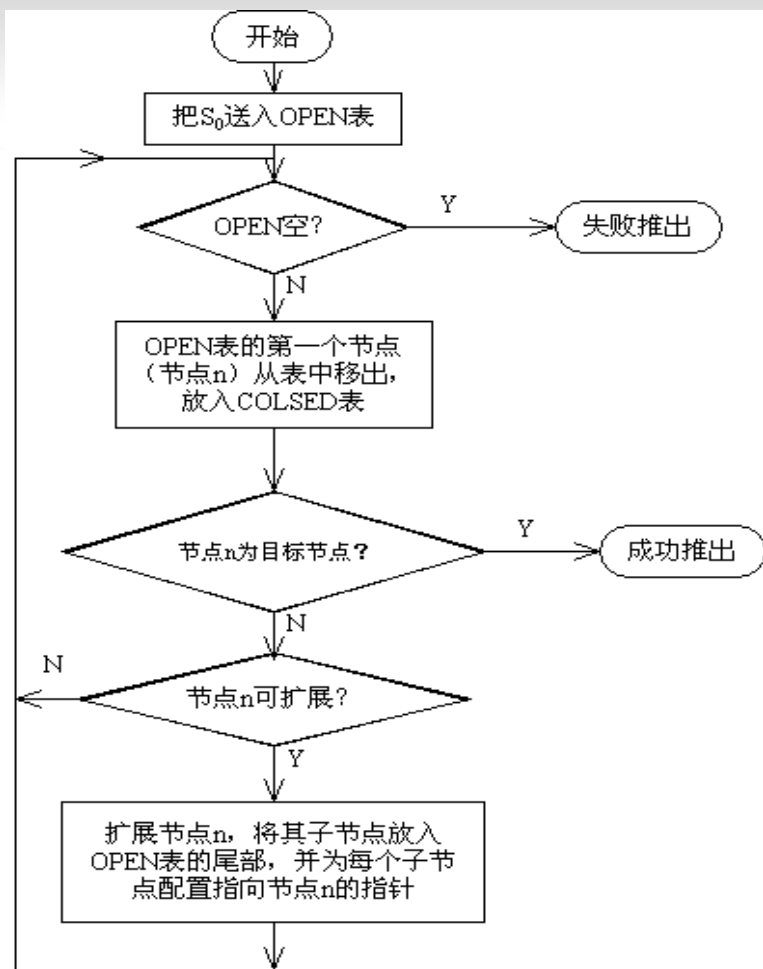 开始
把S₀送入OPEN表
OPEN空?
Y
失败推出
N
OPEN表的第一个节点
（节点n）从表中移出，
放入COLSED表
节点n为目标节点?
Y
成功推出
N
节点n可扩展?
N
Y
扩展节点n，将其子节点放入
OPEN表的尾部，并为每个子节
点配置指向节点n的指针